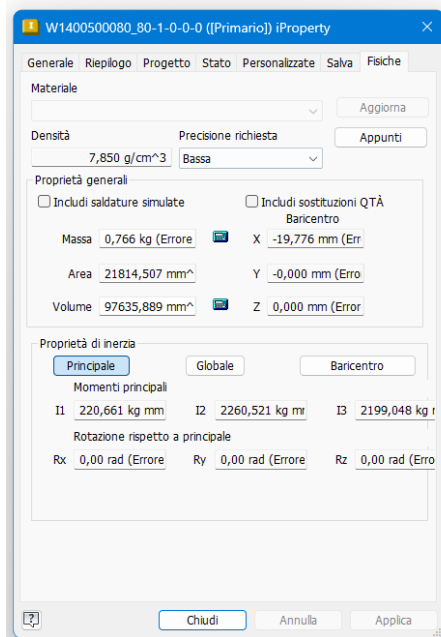 W1400500080_80-1-0-0-0 ([Primario]) iProperty
Generale Riepilogo Progetto Stato Personalizzate Salva Fisiche
Materiale
Aggiorna
Densità Precisione richiesta Appunti
7,850 g/cm^3 Bassa
Proprietà generali
Includi saldature simulate Includi sostituzioni QTÀ
Baricentro
Massa 0,766 kg (Errore X -19,776 mm (Err
Area 21814,507 mm^ Y -0,000 mm (Erro
Volume 97635,889 mm^ Z 0,000 mm (Error
Proprietà di inerzia
Principale Globale Baricentro
Momenti principali
I1 220,661 kg mm I2 2260,521 kg mr I3 2199,048 kg r
Rotazione rispetto a principale
Rx 0,00 rad (Errore Ry 0,00 rad (Errore Rz 0,00 rad (Erro
? Chiudi Annulla Applica